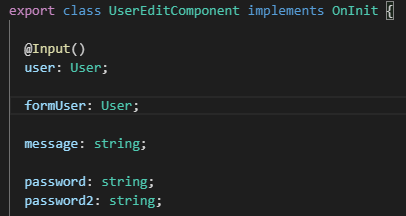 export class UserEditComponent implements OnInit {
@Input()
user: User;
formUser: User;
message: string;
password: string;
password2: string;